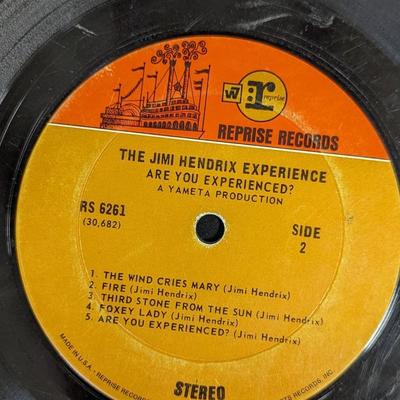 W7 r reprise
REPRISE RECORDS
THE JIMI HENDRIX EXPERIENCE
ARE YOU EXPERIENCED?
A YAMETA PRODUCTION
RS 6261
(30,682)
SIDE
2
1. THE WIND CRIES MARY (Jimi Hendrix)
2. FIRE (Jimi Hendrix)
3. THIRD STONE FROM THE SUN (Jimi Hendrix)
4. FOXEY LADY (Jimi Hendrix)
5. ARE YOU EXPERIENCED? (Jimi Hendrix)
STEREO
MADE IN U.S.A. • REPRISE RECORDS, RECORDS, INC.